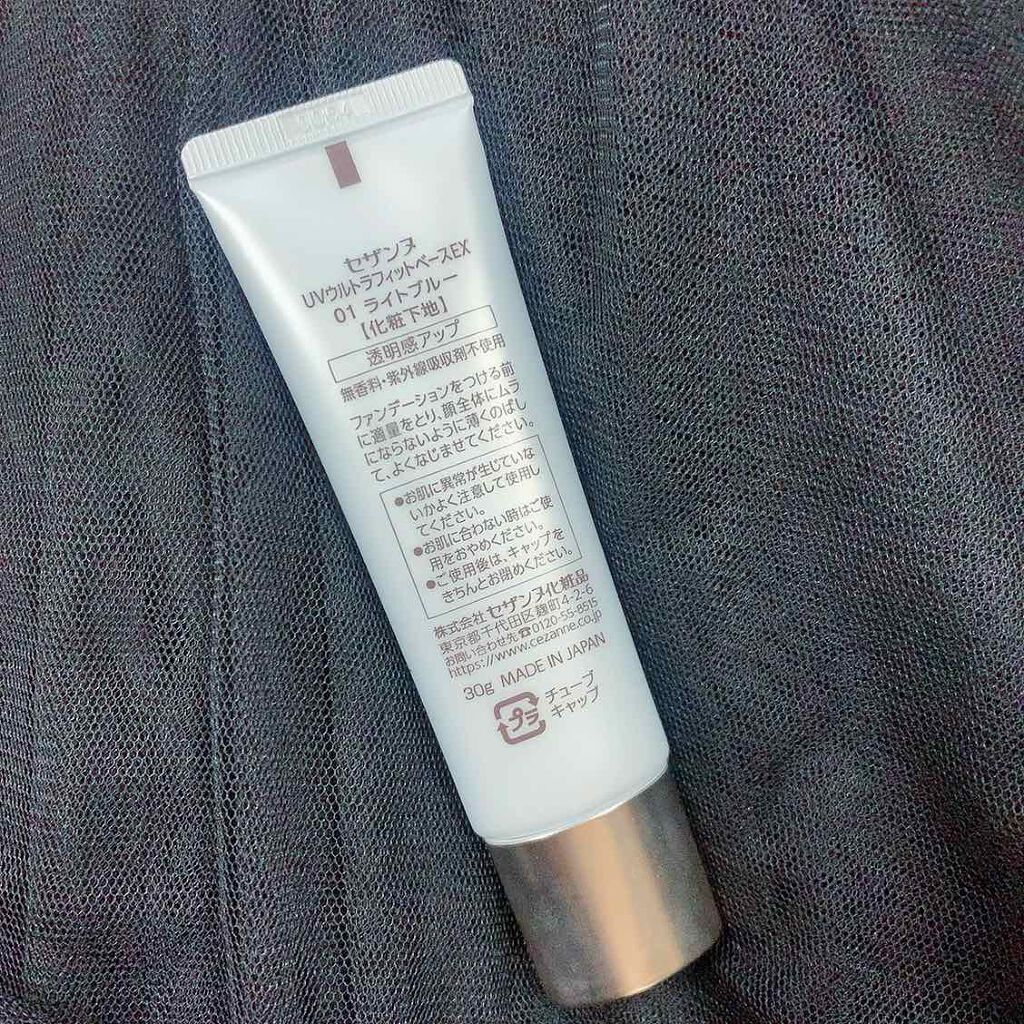 セザンヌ
UVウルトラフィットベースEX
01 ライトブルー
【化粧下地】
透明感アップ
無香料・紫外線吸収剤不使用
ファンデーションをつける前
に適量をとり、顔全体にムラ
にならないように薄くのばし
て、よくなじませてください。
●お肌に異常が生じていな
いかよく注意して使用し
てください。
●お肌に合わない時はご使
用をおやめください。
●ご使用後は、キャップを
きちんとお閉めください。
株式会社セザンヌ化粧品
東京都千代田区麹町4-2-6
お問い合わせ先☎0120-55-8515
https://www.cezanne.co.jp
30g MADE IN JAPAN
プラ
チューブ
キャップ